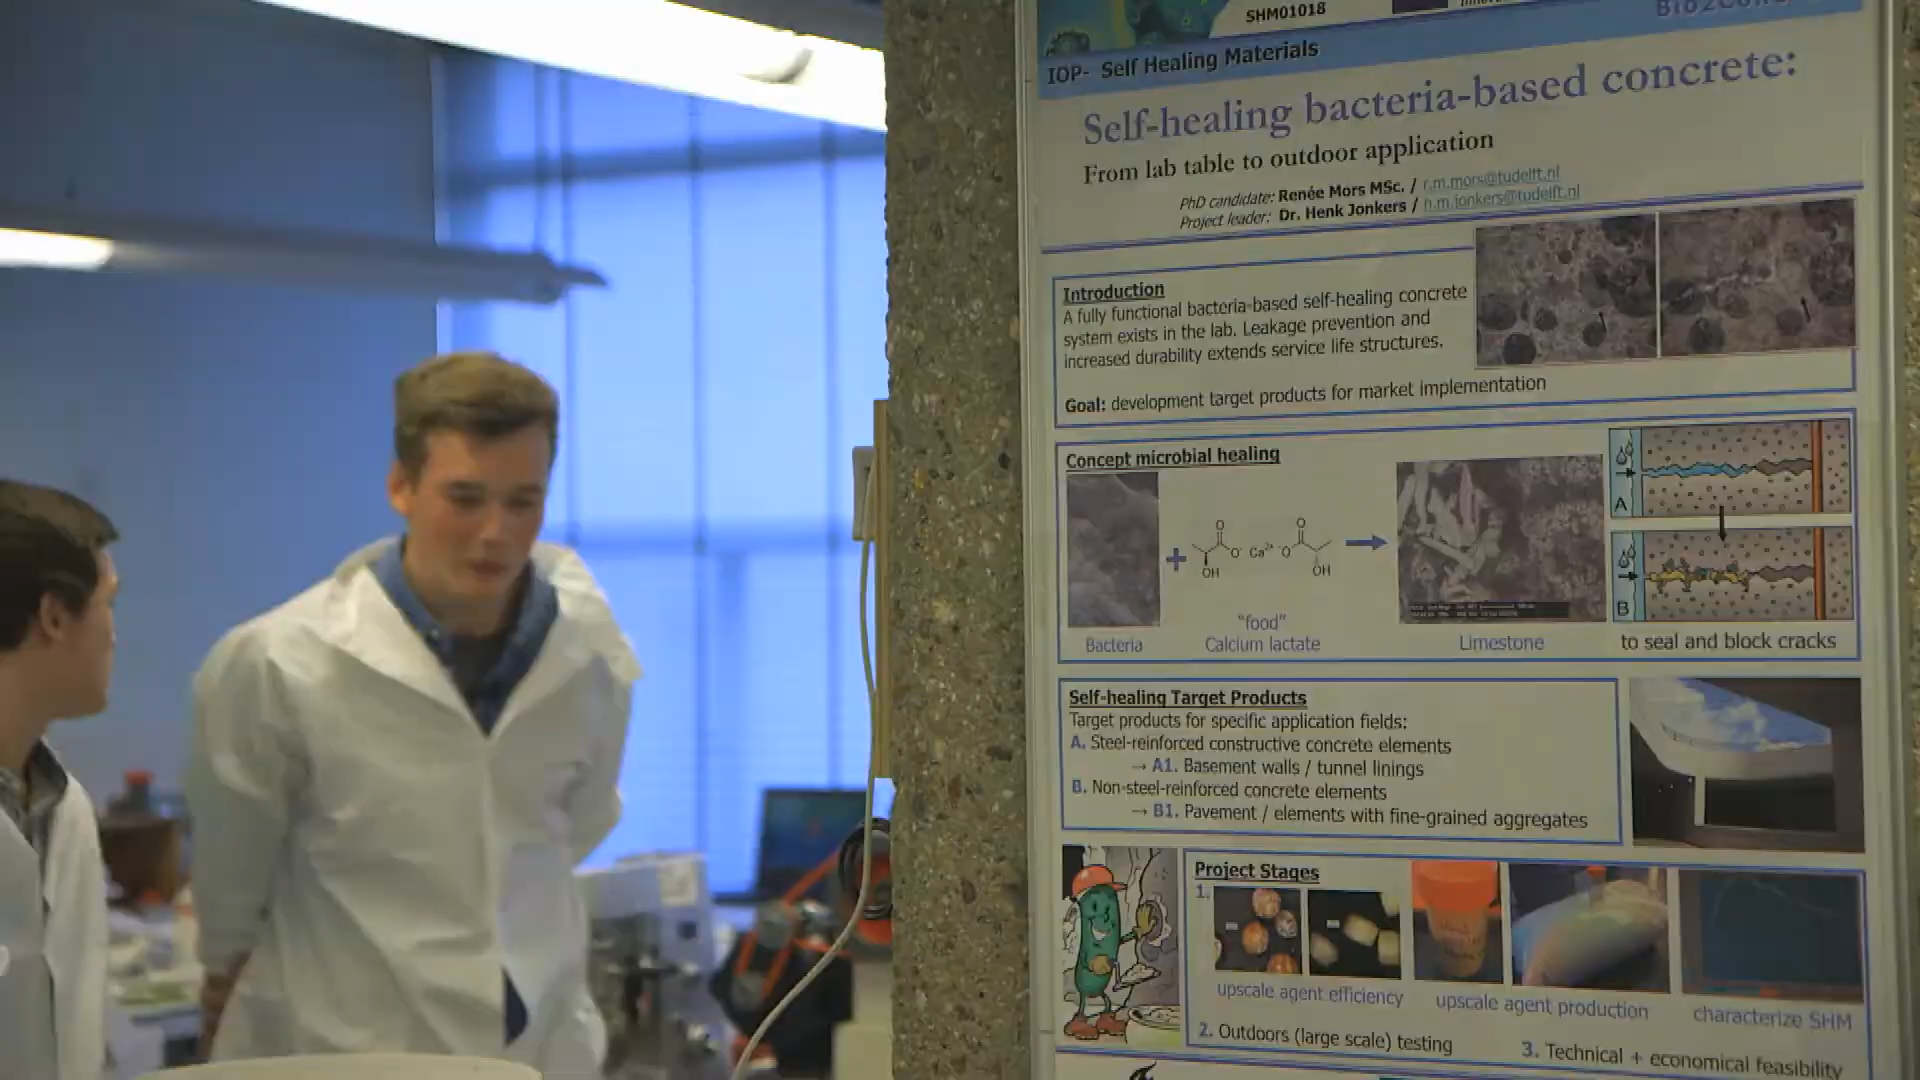 SHM01018
IOP- Self Healing Materials
Self-healing bacteria-based concrete:
From lab table to outdoor application
PhD candidate: Renée Mors MSc. / r.m.mors@tudelft.nl
Project leader: Dr. Henk Jonkers / h.m.jonkers@tudelft.nl
Introduction
A fully functional bacteria-based self-healing concrete
system exists in the lab. Leakage prevention and
increased durability extends service life structures.
Goal: development target products for market implementation
Concept microbial healing
A
B
+
O
O⁻ Ca²⁺ ⁻O
O
OH
OH
"food"
Bacteria
Calcium lactate
Limestone
to seal and block cracks
Self-healing Target Products
Target products for specific application fields:
A. Steel-reinforced constructive concrete elements
→ A1. Basement walls / tunnel linings
B. Non-steel-reinforced concrete elements
→ B1. Pavement / elements with fine-grained aggregates
Project Stages
1.
upscale agent efficiency
upscale agent production
characterize SHM
2. Outdoors (large scale) testing
3. Technical + economical feasibility